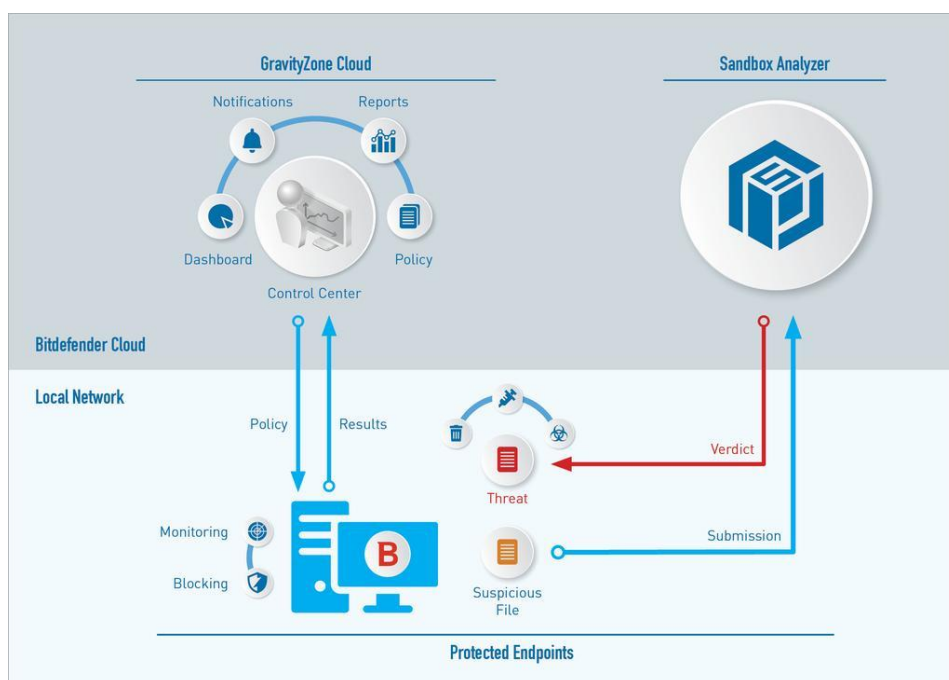 GravityZone Cloud
Sandbox Analyzer
Notifications
Reports
Dashboard
Policy
Control Center
Bitdefender Cloud
Local Network
Policy
Results
Verdict
Threat
Monitoring
B
Submission
Blocking
Suspicious
File
Protected Endpoints